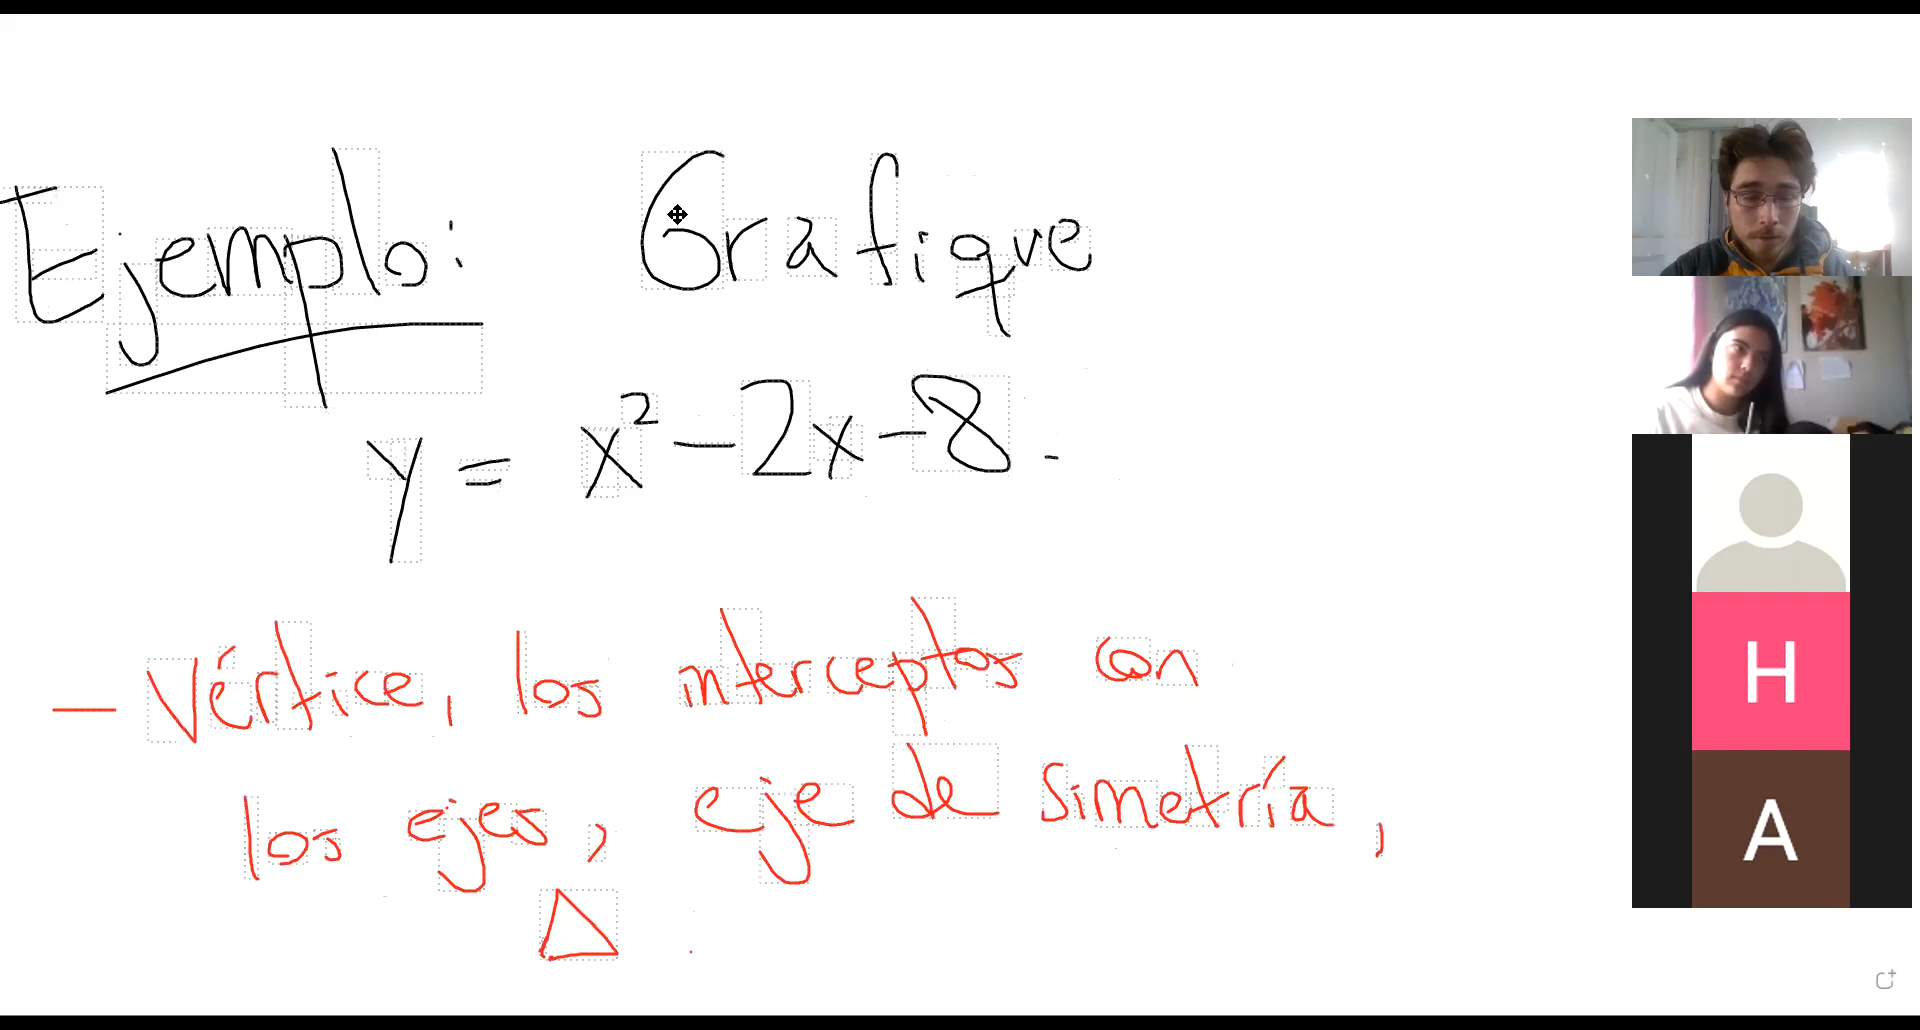 Ejemplo: Grafique
y = x² - 2x - 8.
- Vértice, los interceptos con
los ejes, eje de simetría,
Δ.
H
A